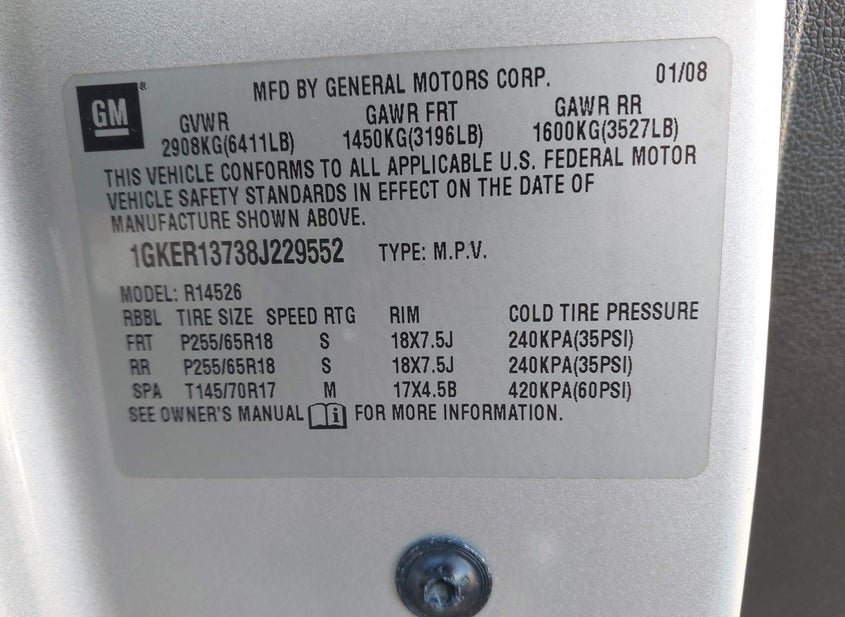 GM ®
MFD BY GENERAL MOTORS CORP. 01/08
GVWR GAWR FRT GAWR RR
2908KG(6411LB) 1450KG(3196LB) 1600KG(3527LB)
THIS VEHICLE CONFORMS TO ALL APPLICABLE U.S. FEDERAL MOTOR
VEHICLE SAFETY STANDARDS IN EFFECT ON THE DATE OF
MANUFACTURE SHOWN ABOVE.
1GKER13738J229552 TYPE: M.P.V.
MODEL: R14526
RBBL TIRE SIZE SPEED RTG RIM COLD TIRE PRESSURE
FRT P255/65R18 S 18X7.5J 240KPA(35PSI)
RR P255/65R18 S 18X7.5J 240KPA(35PSI)
SPA T145/70R17 M 17X4.5B 420KPA(60PSI)
SEE OWNER'S MANUAL i FOR MORE INFORMATION.